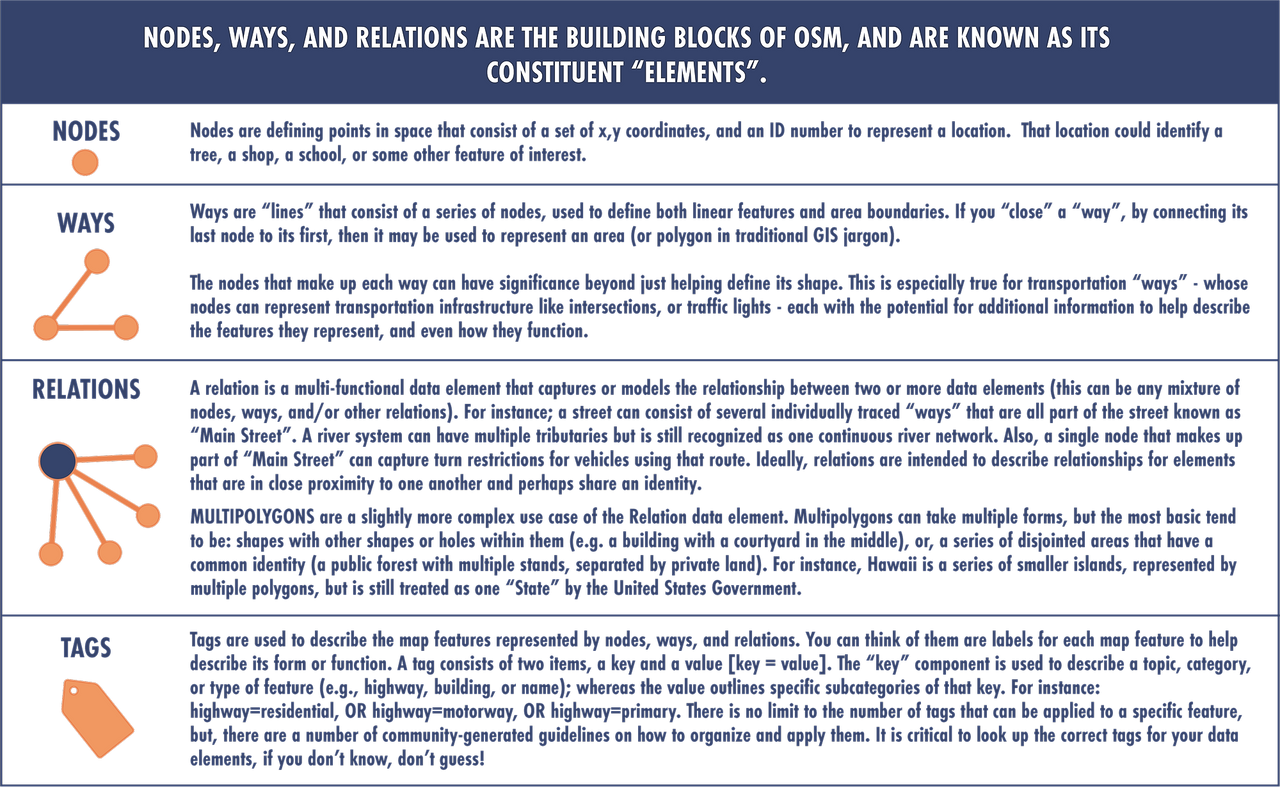 NODES, WAYS, AND RELATIONS ARE THE BUILDING BLOCKS OF OSM, AND ARE KNOWN AS ITS
CONSTITUENT “ELEMENTS”.
NODES
Nodes are defining points in space that consist of a set of x,y coordinates, and an ID number to represent a location.  That location could identify a
tree, a shop, a school, or some other feature of interest.
WAYS
Ways are “lines” that consist of a series of nodes, used to define both linear features and area boundaries. If you “close” a “way”, by connecting its
last node to its first, then it may be used to represent an area (or polygon in traditional GIS jargon).
The nodes that make up each way can have significance beyond just helping define its shape. This is especially true for transportation “ways” - whose
nodes can represent transportation infrastructure like intersections, or traffic lights - each with the potential for additional information to help describe
the features they represent, and even how they function.
RELATIONS
A relation is a multi-functional data element that captures or models the relationship between two or more data elements (this can be any mixture of
nodes, ways, and/or other relations). For instance; a street can consist of several individually traced “ways” that are all part of the street known as
“Main Street”. A river system can have multiple tributaries but is still recognized as one continuous river network. Also, a single node that makes up
part of “Main Street” can capture turn restrictions for vehicles using that route. Ideally, relations are intended to describe relationships for elements
that are in close proximity to one another and perhaps share an identity.
MULTIPOLYGONS are a slightly more complex use case of the Relation data element. Multipolygons can take multiple forms, but the most basic tend
to be: shapes with other shapes or holes within them (e.g. a building with a courtyard in the middle), or, a series of disjointed areas that have a
common identity (a public forest with multiple stands, separated by private land). For instance, Hawaii is a series of smaller islands, represented by
multiple polygons, but is still treated as one “State” by the United States Government.
TAGS
Tags are used to describe the map features represented by nodes, ways, and relations. You can think of them are labels for each map feature to help
describe its form or function. A tag consists of two items, a key and a value [key = value]. The “key” component is used to describe a topic, category,
or type of feature (e.g., highway, building, or name); whereas the value outlines specific subcategories of that key. For instance:
highway=residential, OR highway=motorway, OR highway=primary. There is no limit to the number of tags that can be applied to a specific feature,
but, there are a number of community-generated guidelines on how to organize and apply them. It is critical to look up the correct tags for your data
elements, if you don’t know, don’t guess!